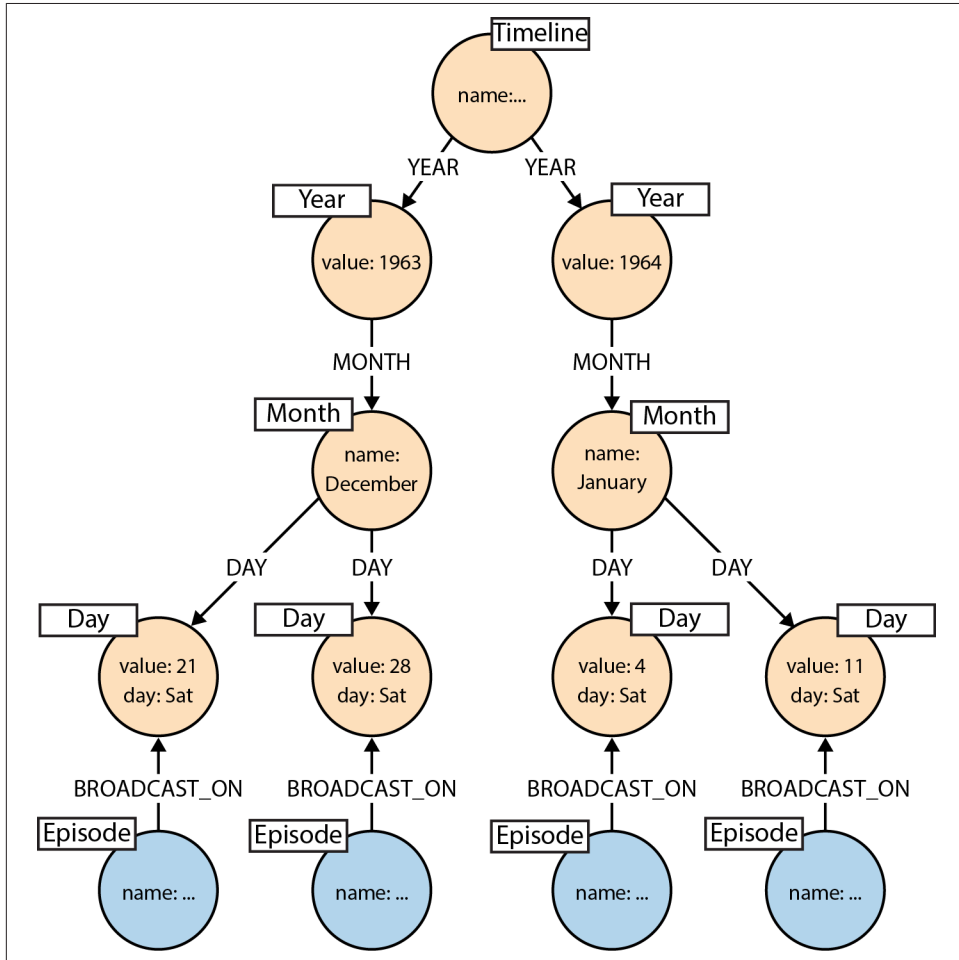 Timeline
name:...
YEAR YEAR
Year Year
value: 1963 value: 1964
MONTH MONTH
Month Month
name: name:
December January
DAY DAY DAY DAY
Day Day Day Day
value: 21 value: 28 value: 4 value: 11
day: Sat day: Sat day: Sat day: Sat
BROADCAST_ON BROADCAST_ON BROADCAST_ON BROADCAST_ON
Episode Episode Episode Episode
name: ... name: ... name: ... name: ...